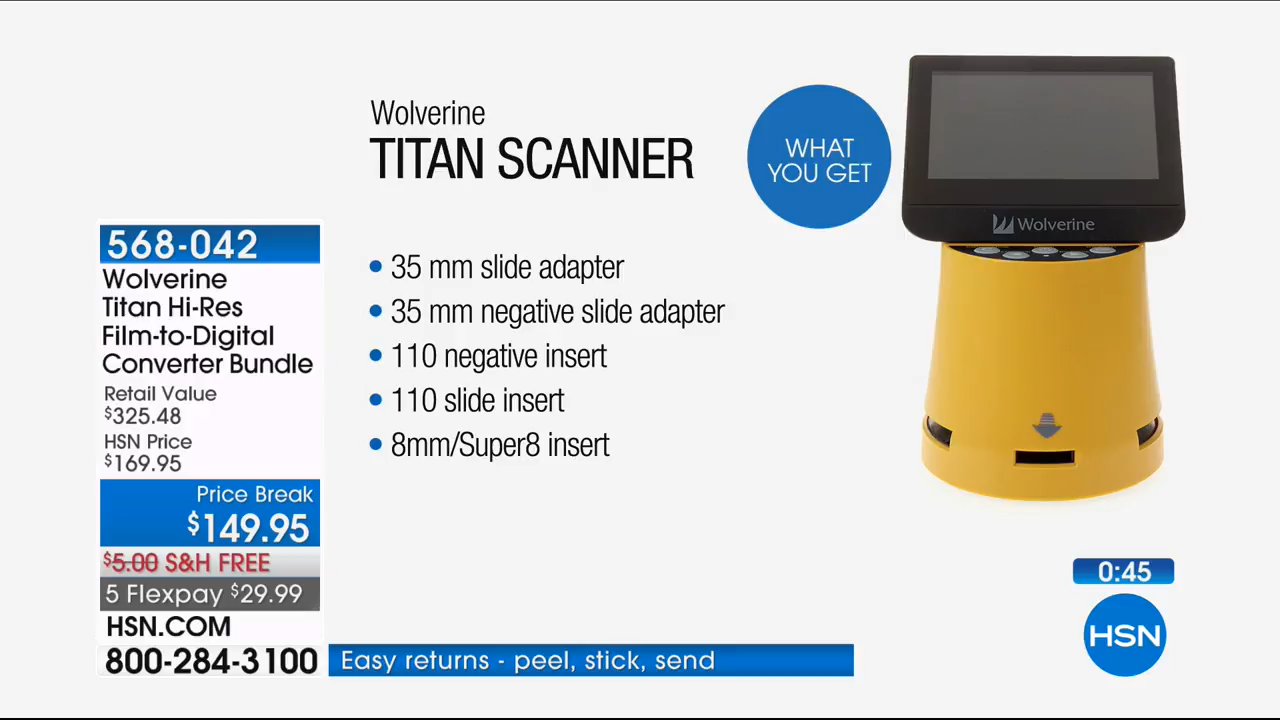 Wolverine
TITAN SCANNER
WHAT
YOU GET
Wolverine
568-042
Wolverine
Titan Hi-Res
Film-to-Digital
Converter Bundle
Retail Value
$325.48
HSN Price
$169.95
Price Break
$149.95
$5.00 S&H FREE
5 Flexpay $29.99
HSN.COM
800-284-3100
• 35 mm slide adapter
• 35 mm negative slide adapter
• 110 negative insert
• 110 slide insert
• 8mm/Super8 insert
0:45
HSN
Easy returns - peel, stick, send